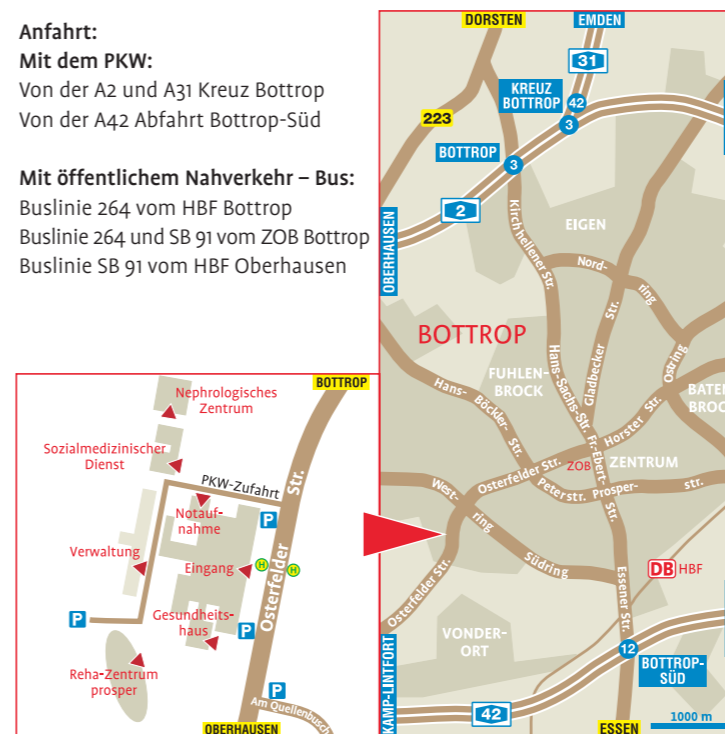 Anfahrt:
Mit dem PKW:
Von der A2 und A31 Kreuz Bottrop
Von der A42 Abfahrt Bottrop-Süd
Mit öffentlichem Nahverkehr – Bus:
Buslinie 264 vom HBF Bottrop
Buslinie 264 und SB 91 vom ZOB Bottrop
Buslinie SB 91 vom HBF Oberhausen
BOTTROP
Nephrologisches
Zentrum
Sozialmedizinischer
Dienst
PKW-Zufahrt
Notauf-
nahme
P
Verwaltung
Eingang
H
H
Osterfelder Str.
Gesundheits-
haus
P
P
Reha-Zentrum
prosper
P
Am Quellenbusch
OBERHAUSEN
DORSTEN
EMDEN
31
KREUZ
BOTTROP
42
3
223
BOTTROP
3
2
OBERHAUSEN
Kirchhellener Str.
EIGEN
Nord-
ring
BOTTROP
Gladbecker Str.
Hans-Sachs-Str.
Ostring
FUHLEN-
BROCK
Hans-
Böckler-
Str.
Horster Str.
Fr.-Ebert-
Str.
Osterfelder Str.
ZOB
ZENTRUM
Peterstr.
Prosper-
str.
West-
ring
Südring
Osterfelder Str.
Essener Str.
DB
HBF
VONDER-
ORT
KAMP-LINTFORT
12
BOTTROP-
SÜD
42
1000 m
ESSEN